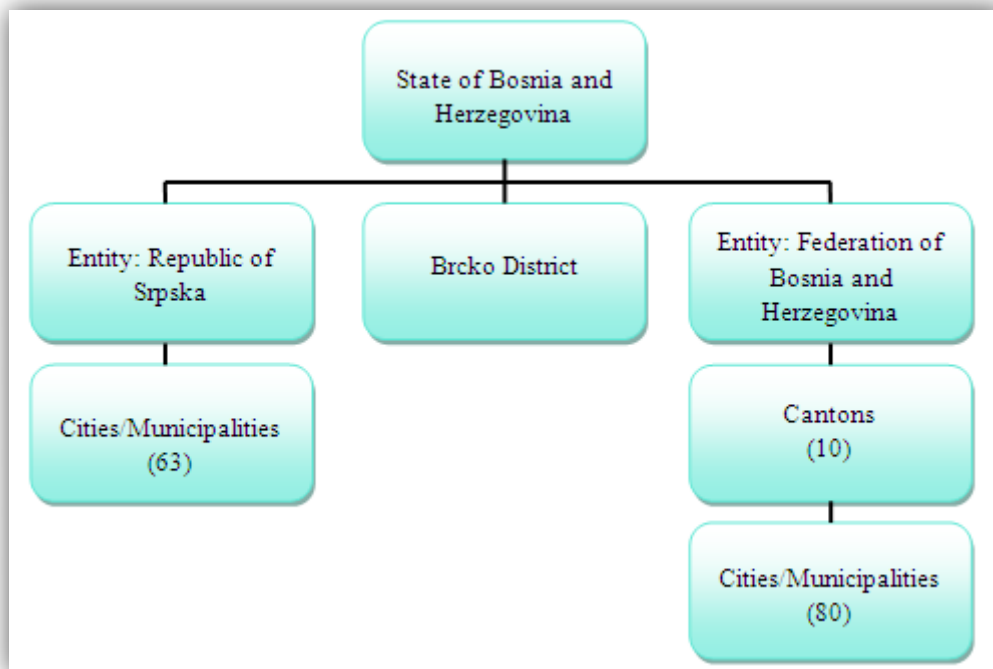 State of Bosnia and
Herzegovina
Entity: Republic of
Srpska
Brcko District
Entity: Federation of
Bosnia and
Herzegovina
Cities/Municipalities
(63)
Cantons
(10)
Cities/Municipalities
(80)